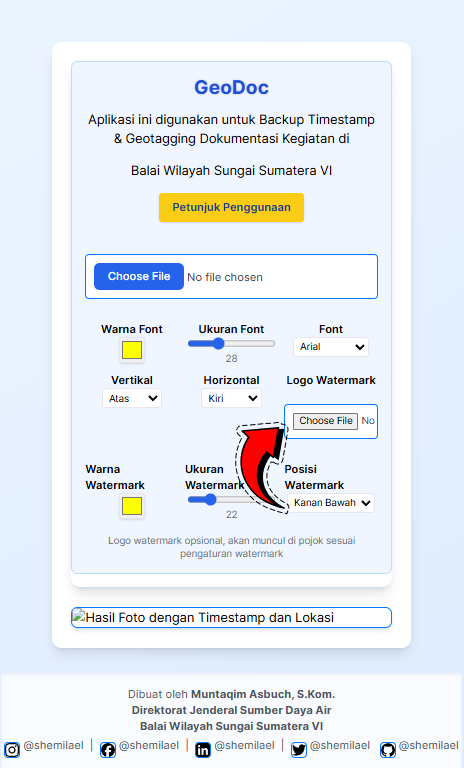 GeoDoc
Aplikasi ini digunakan untuk Backup Timestamp
& Geotagging Dokumentasi Kegiatan di
Balai Wilayah Sungai Sumatera VI
Petunjuk Penggunaan
Choose File No file chosen
Warna Font Ukuran Font Font
28 Arial
Vertikal Horizontal Logo Watermark
Atas Kiri
Choose File No
Warna Watermark
Ukuran Watermark
Posisi Watermark
22 Kanan Bawah
Logo watermark opsional, akan muncul di pojok sesuai
pengaturan watermark
Hasil Foto dengan Timestamp dan Lokasi
Dibuat oleh Muntaqim Asbuch, S.Kom.
Direktorat Jenderal Sumber Daya Air
Balai Wilayah Sungai Sumatera VI
@shemilael | @shemilael | @shemilael | @shemilael | @shemilael